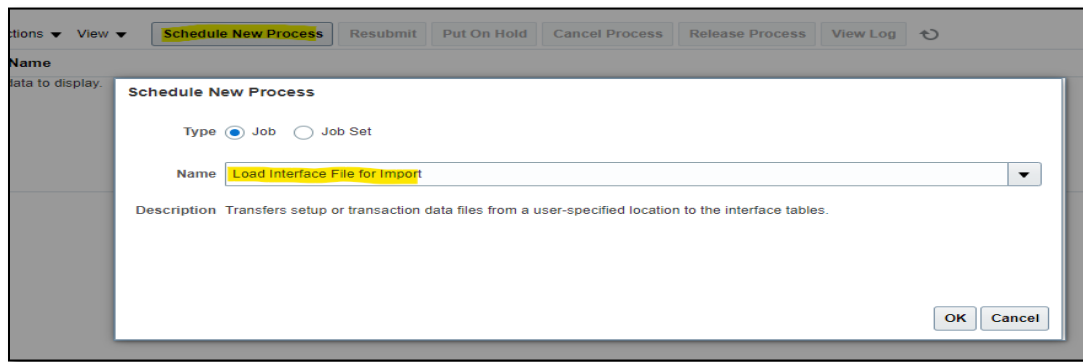 tions View Schedule New Process Resubmit Put On Hold Cancel Process Release Process View Log
Name
data to display.
Schedule New Process
Type Job Job Set
Name Load Interface File for Import
Description Transfers setup or transaction data files from a user-specified location to the interface tables.
OK Cancel